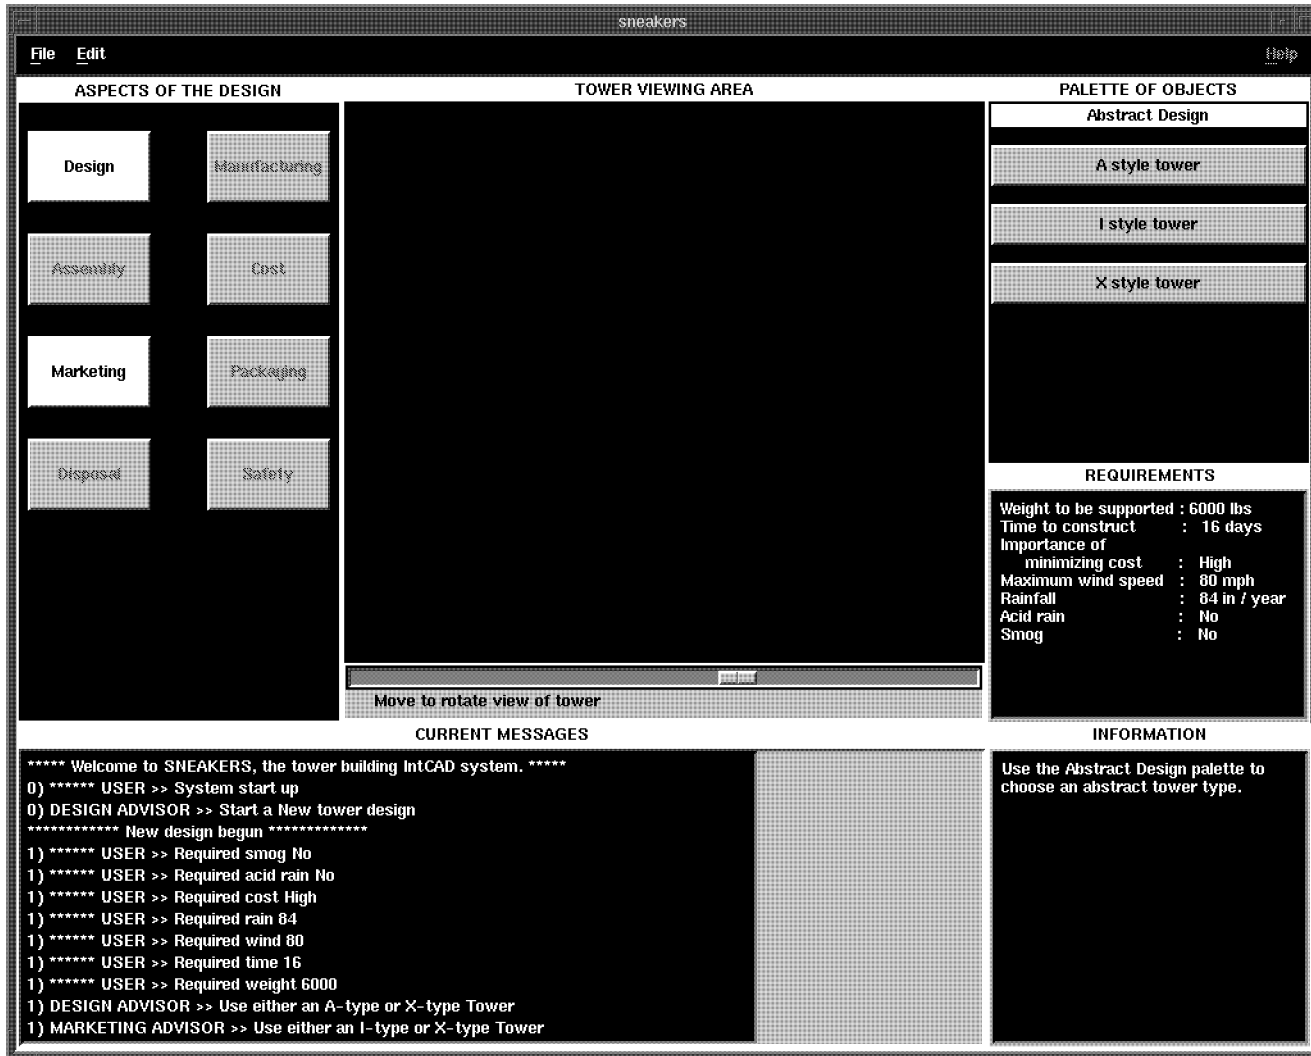 sneakers
File Edit Help
ASPECTS OF THE DESIGN
Design
Manufacturing
Assembly
Cost
Marketing
Packaging
Disposal
Safety
TOWER VIEWING AREA
Move to rotate view of tower
PALETTE OF OBJECTS
Abstract Design
A style tower
I style tower
X style tower
REQUIREMENTS
Weight to be supported : 6000 lbs
Time to construct : 16 days
Importance of
minimizing cost : High
Maximum wind speed : 80 mph
Rainfall : 84 in / year
Acid rain : No
Smog : No
CURRENT MESSAGES
***** Welcome to SNEAKERS, the tower building IntCAD system. *****
0) ****** USER >> System start up
0) DESIGN ADVISOR >> Start a New tower design
************ New design begun *************
1) ****** USER >> Required smog No
1) ****** USER >> Required acid rain No
1) ****** USER >> Required cost High
1) ****** USER >> Required rain 84
1) ****** USER >> Required wind 80
1) ****** USER >> Required time 16
1) ****** USER >> Required weight 6000
1) DESIGN ADVISOR >> Use either an A-type or X-type Tower
1) MARKETING ADVISOR >> Use either an I-type or X-type Tower
INFORMATION
Use the Abstract Design palette to
choose an abstract tower type.